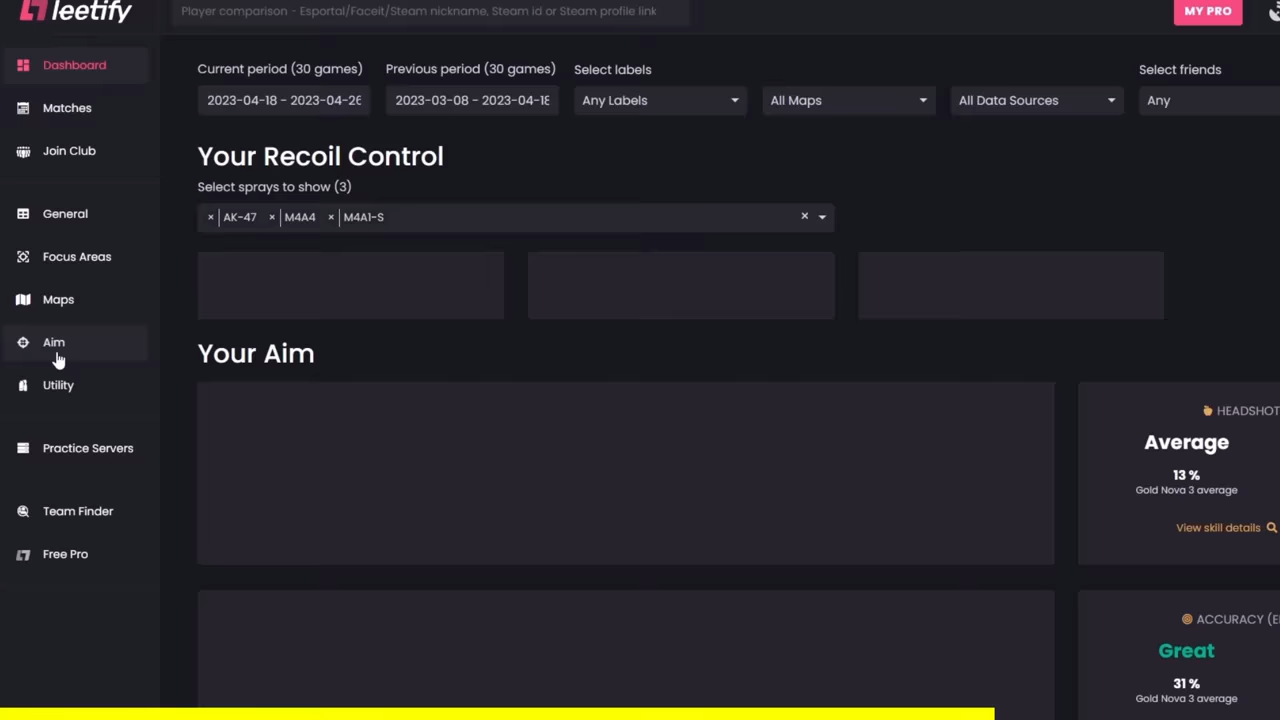 leetify
Player comparison - Esportal/Faceit/Steam nickname, Steam id or Steam profile link
MY PRO
Dashboard
Matches
Join Club
General
Focus Areas
Maps
Aim
Utility
Practice Servers
Team Finder
Free Pro
Current period (30 games)
Previous period (30 games)
Select labels
Select friends
2023-04-18 - 2023-04-26
2023-03-08 - 2023-04-18
Any Labels
All Maps
All Data Sources
Any
Your Recoil Control
Select sprays to show (3)
× AK-47 × M4A4 × M4A1-S ×
Your Aim
HEADSHOT
Average
13 %
Gold Nova 3 average
View skill details
ACCURACY (E
Great
31 %
Gold Nova 3 average